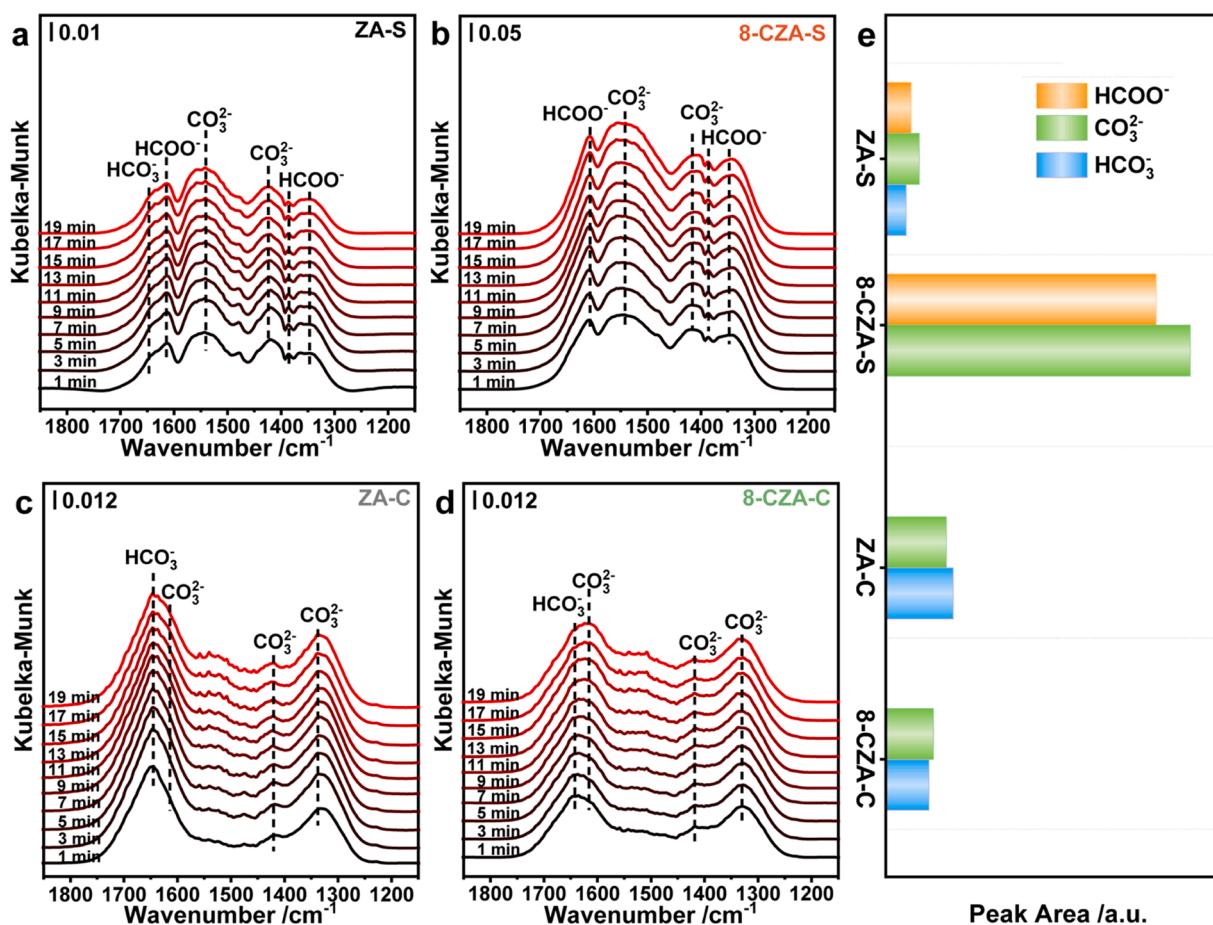 a
|0.01
ZA-S
HCO₃⁻
HCOO⁻
CO₃²⁻
CO₃²⁻
HCOO⁻
19 min
17 min
15 min
13 min
11 min
9 min
7 min
5 min
3 min
1 min
Kubelka-Munk
1800 1700 1600 1500 1400 1300 1200
Wavenumber /cm⁻¹
b
|0.05
8-CZA-S
HCOO⁻
CO₃²⁻
CO₃²⁻
HCOO⁻
19 min
17 min
15 min
13 min
11 min
9 min
7 min
5 min
3 min
1 min
Kubelka-Munk
1800 1700 1600 1500 1400 1300 1200
Wavenumber /cm⁻¹
c
|0.012
ZA-C
HCO₃⁻
CO₃²⁻
CO₃²⁻
CO₃²⁻
19 min
17 min
15 min
13 min
11 min
9 min
7 min
5 min
3 min
1 min
Kubelka-Munk
1800 1700 1600 1500 1400 1300 1200
Wavenumber /cm⁻¹
d
|0.012
8-CZA-C
HCO₃⁻
CO₃²⁻
CO₃²⁻
CO₃²⁻
19 min
17 min
15 min
13 min
11 min
9 min
7 min
5 min
3 min
1 min
Kubelka-Munk
1800 1700 1600 1500 1400 1300 1200
Wavenumber /cm⁻¹
e
HCOO⁻
CO₃²⁻
HCO₃⁻
ZA-S
8-CZA-S
ZA-C
8-CZA-C
Peak Area /a.u.